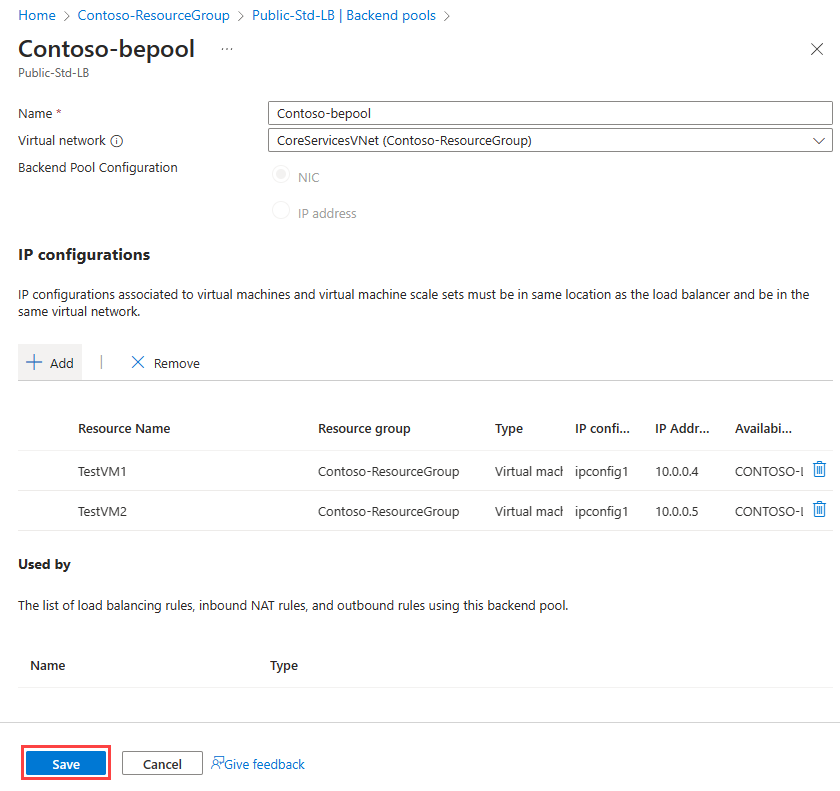 Home > Contoso-ResourceGroup > Public-Std-LB | Backend pools >
Contoso-bepool ...
Public-Std-LB
Name * Contoso-bepool
Virtual network CoreServicesVNet (Contoso-ResourceGroup)
Backend Pool Configuration
NIC
IP address
IP configurations
IP configurations associated to virtual machines and virtual machine scale sets must be in same location as the load balancer and be in the
same virtual network.
Add | Remove
Resource Name Resource group Type IP confi... IP Addr... Availabi...
TestVM1 Contoso-ResourceGroup Virtual mach ipconfig1 10.0.0.4 CONTOSO-L
TestVM2 Contoso-ResourceGroup Virtual mach ipconfig1 10.0.0.5 CONTOSO-L
Used by
The list of load balancing rules, inbound NAT rules, and outbound rules using this backend pool.
Name Type
Save Cancel Give feedback